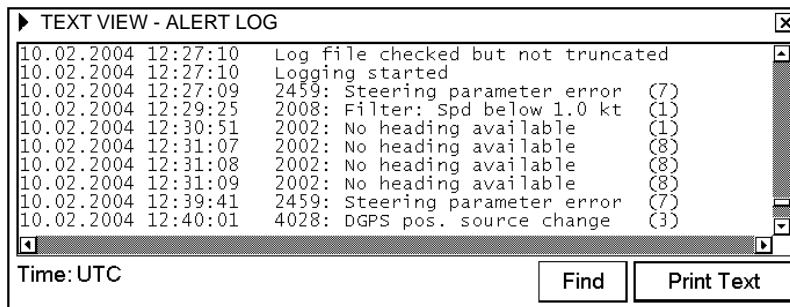 TEXT VIEW - ALERT LOG
10.02.2004 12:27:10 Log file checked but not truncated
10.02.2004 12:27:10 Logging started
10.02.2004 12:27:09 2459: Steering parameter error (7)
10.02.2004 12:29:25 2008: Filter: Spd below 1.0 kt (1)
10.02.2004 12:30:51 2002: No heading available (1)
10.02.2004 12:31:07 2002: No heading available (8)
10.02.2004 12:31:08 2002: No heading available (8)
10.02.2004 12:31:09 2002: No heading available (8)
10.02.2004 12:39:41 2459: Steering parameter error (7)
10.02.2004 12:40:01 4028: DGPS pos. source change (3)
Time: UTC
Find
Print Text